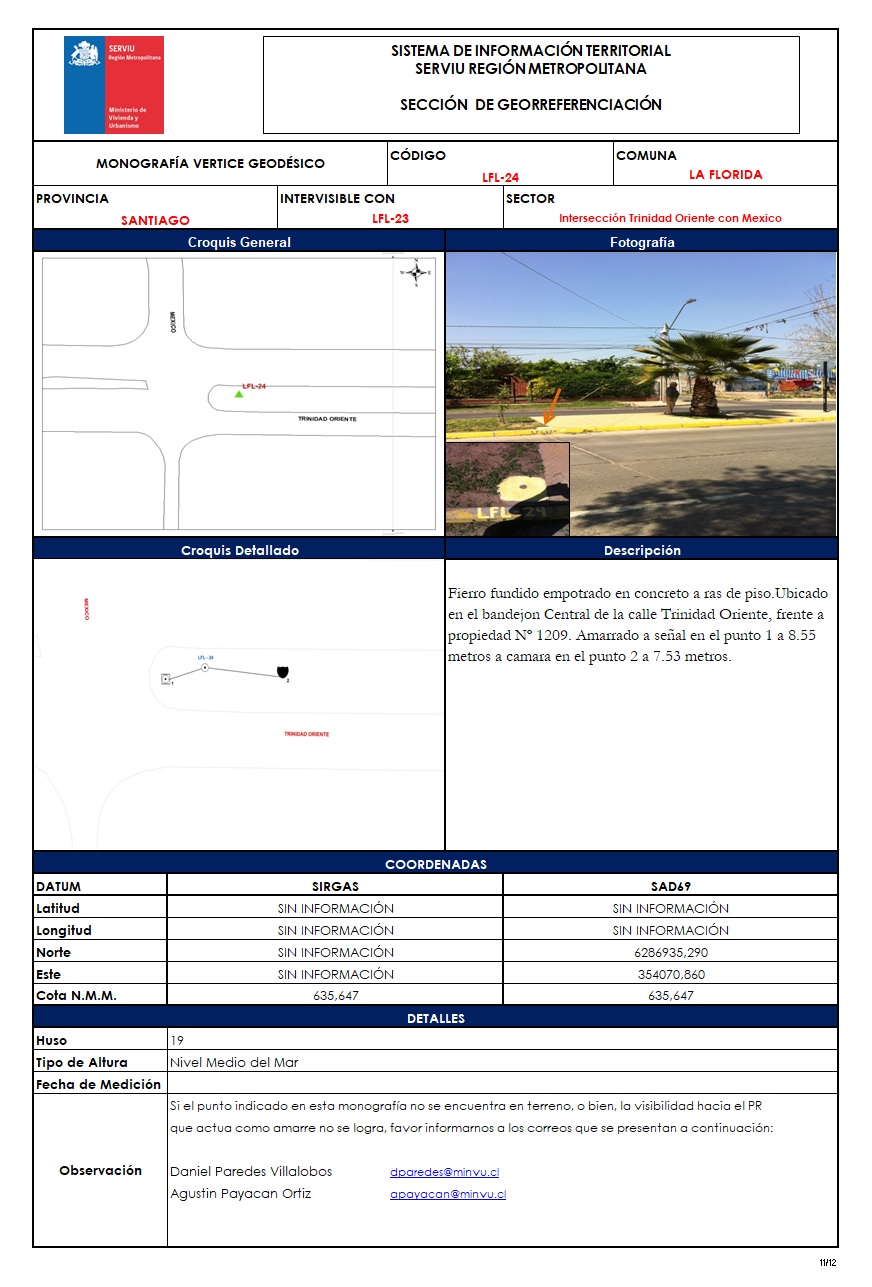 SERVIU
Región Metropolitana
Ministerio de
Vivienda y
Urbanismo
SISTEMA DE INFORMACIÓN TERRITORIAL
SERVIU REGIÓN METROPOLITANA
SECCIÓN DE GEORREFERENCIACIÓN
MONOGRAFÍA VERTICE GEODÉSICO
CÓDIGO
LFL-24
COMUNA
LA FLORIDA
PROVINCIA
SANTIAGO
INTERVISIBLE CON
LFL-23
SECTOR
Intersección Trinidad Oriente con Mexico
Croquis General
Fotografía
N
W E
S
MEXICO
LFL-24
TRINIDAD ORIENTE
LFL-24
Croquis Detallado
Descripción
MEXICO
LFL-24
1
2
TRINIDAD ORIENTE
Fierro fundido empotrado en concreto a ras de piso.Ubicado
en el bandejon Central de la calle Trinidad Oriente, frente a
propiedad Nº 1209. Amarrado a señal en el punto 1 a 8.55
metros a camara en el punto 2 a 7.53 metros.
COORDENADAS
DATUM SIRGAS SAD69
Latitud SIN INFORMACIÓN SIN INFORMACIÓN
Longitud SIN INFORMACIÓN SIN INFORMACIÓN
Norte SIN INFORMACIÓN 6286935,290
Este SIN INFORMACIÓN 354070,860
Cota N.M.M. 635,647 635,647
DETALLES
Huso 19
Tipo de Altura Nivel Medio del Mar
Fecha de Medición
Observación
Si el punto indicado en esta monografía no se encuentra en terreno, o bien, la visibilidad hacia el PR
que actua como amarre no se logra, favor informarnos a los correos que se presentan a continuación:
Daniel Paredes Villalobos dparedes@minvu.cl
Agustin Payacan Ortiz apayacan@minvu.cl
11/12